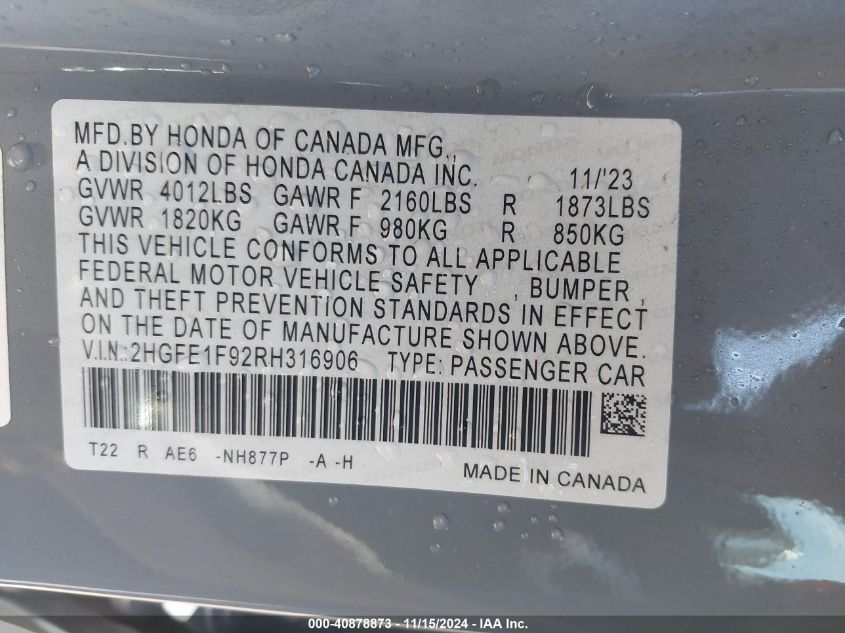 MFD.BY HONDA OF CANADA MFG.,
A DIVISION OF HONDA CANADA INC. 11/'23
GVWR 4012LBS GAWR F 2160LBS R 1873LBS
GVWR 1820KG GAWR F 980KG R 850KG
THIS VEHICLE CONFORMS TO ALL APPLICABLE
FEDERAL MOTOR VEHICLE SAFETY , BUMPER,
AND THEFT PREVENTION STANDARDS IN EFFECT
ON THE DATE OF MANUFACTURE SHOWN ABOVE.
V.I.N.:2HGFE1F92RH316906 TYPE: PASSENGER CAR
T22 R AE6 -NH877P -A -H
MADE IN CANADA
000-40878873 - 11/15/2024 - IAA Inc.